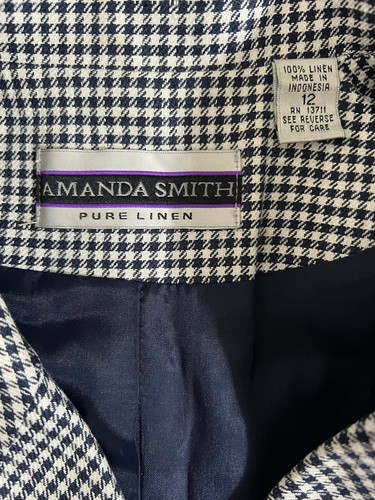 100% LINEN
MADE IN
INDONESIA
12
RN 13711
SEE REVERSE
FOR CARE
AMANDA SMITH
PURE LINEN